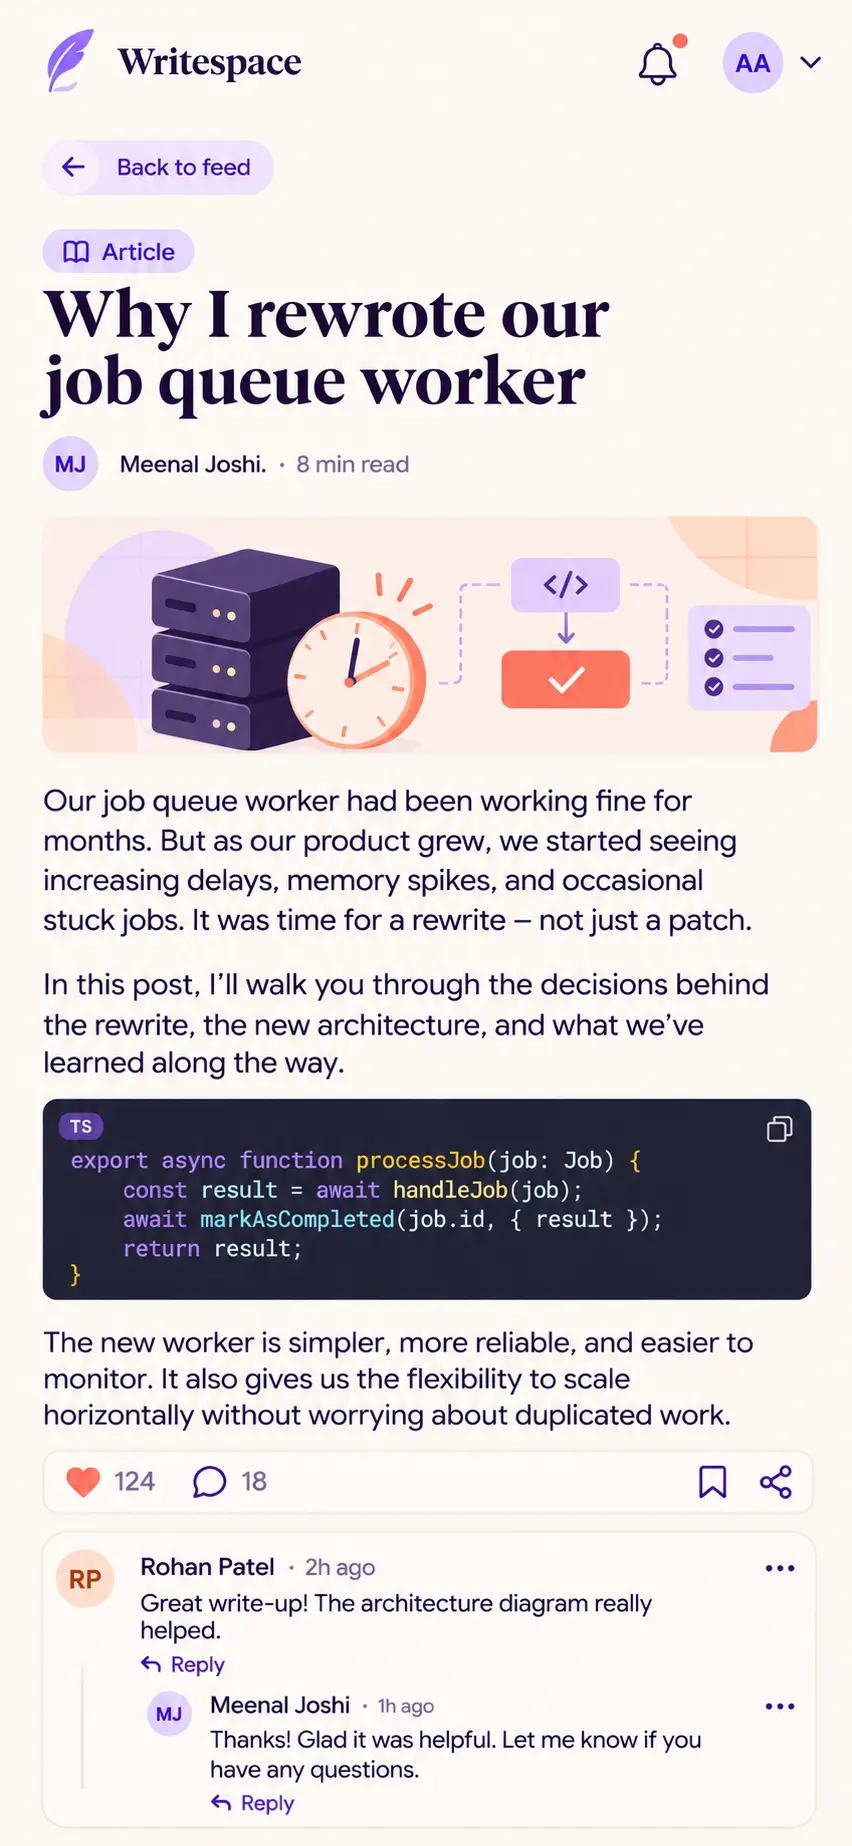 Writespace
AA
Back to feed
Article
Why I rewrote our
job queue worker
MJ Meenal Joshi. · 8 min read
</>
Our job queue worker had been working fine for
months. But as our product grew, we started seeing
increasing delays, memory spikes, and occasional
stuck jobs. It was time for a rewrite – not just a patch.
In this post, I’ll walk you through the decisions behind
the rewrite, the new architecture, and what we’ve
learned along the way.
TS
export async function processJob(job: Job) {
    const result = await handleJob(job);
    await markAsCompleted(job.id, { result });
    return result;
}
The new worker is simpler, more reliable, and easier to
monitor. It also gives us the flexibility to scale
horizontally without worrying about duplicated work.
124 18
RP Rohan Patel · 2h ago
Great write-up! The architecture diagram really
helped.
Reply
MJ Meenal Joshi · 1h ago
Thanks! Glad it was helpful. Let me know if you
have any questions.
Reply